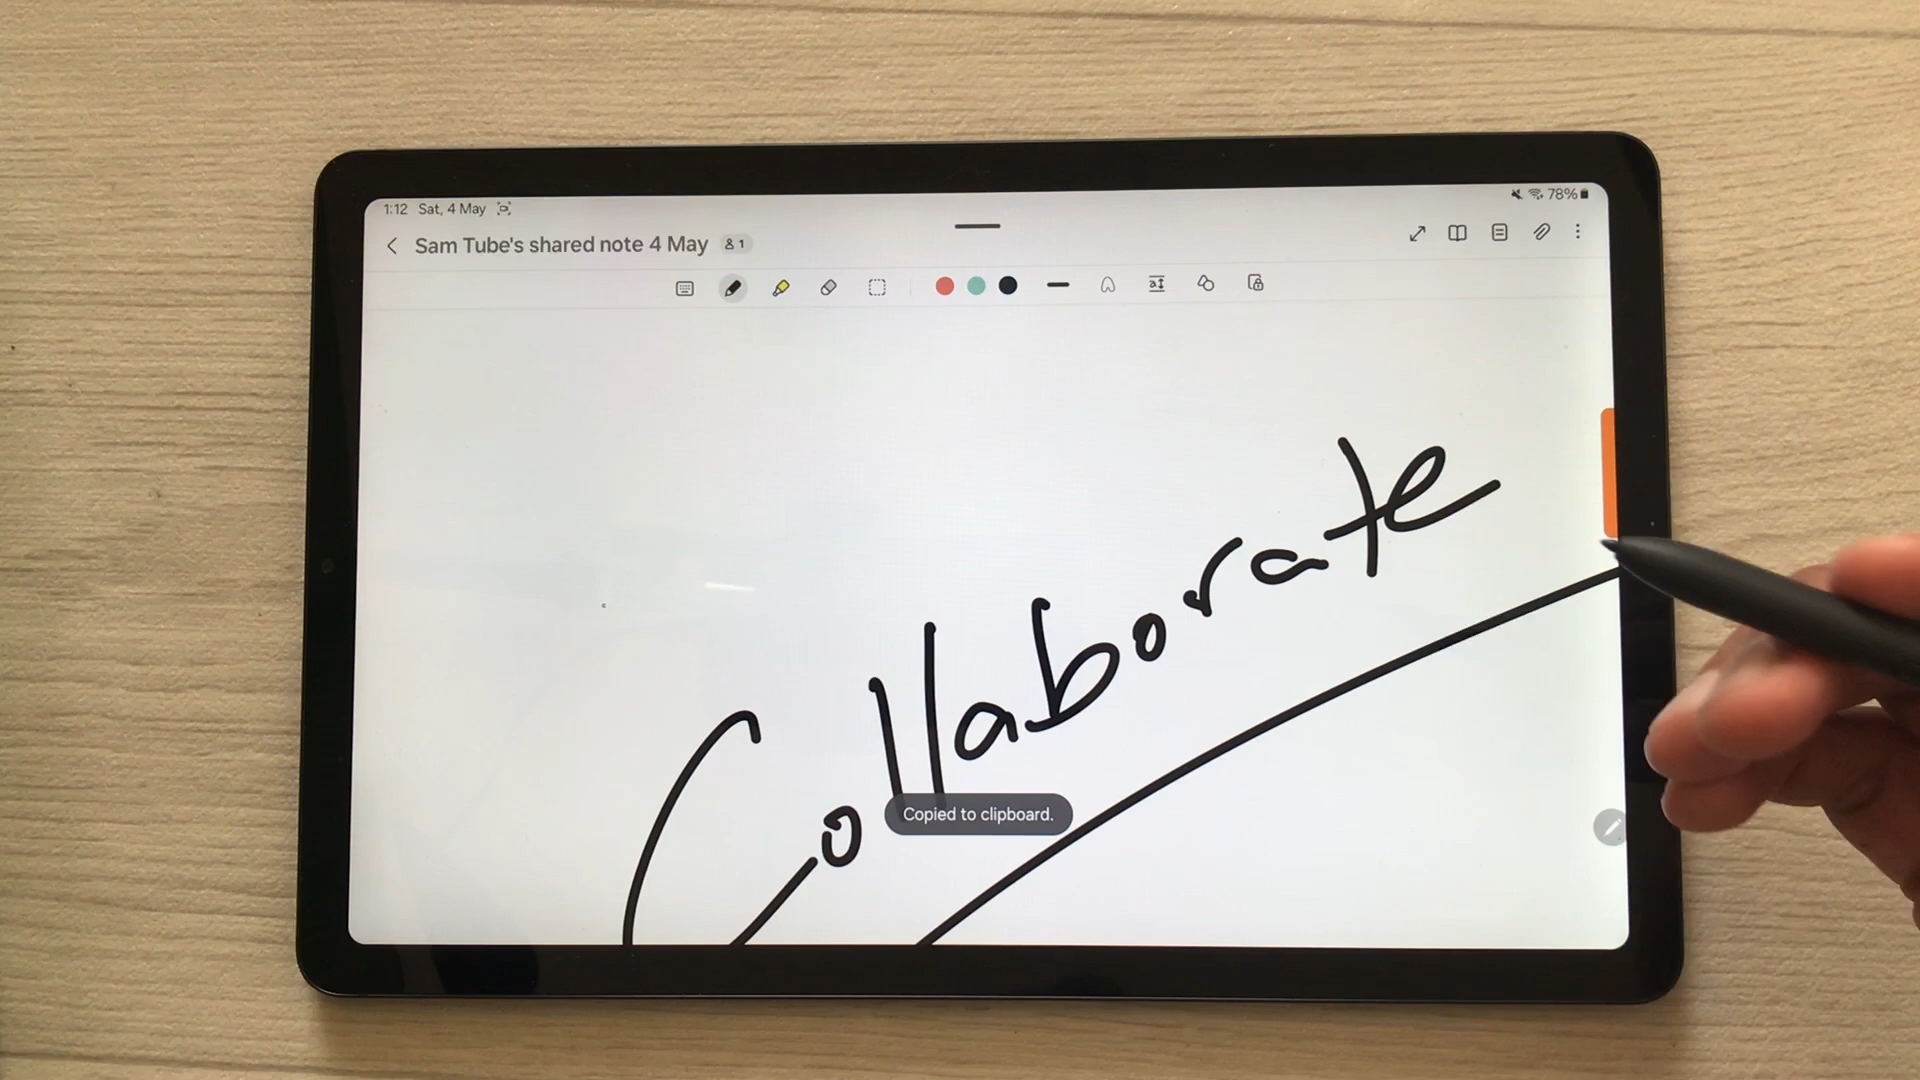 1:12 Sat, 4 May
78%
Sam Tube's shared note 4 May 1
Collaborate
Copied to clipboard.